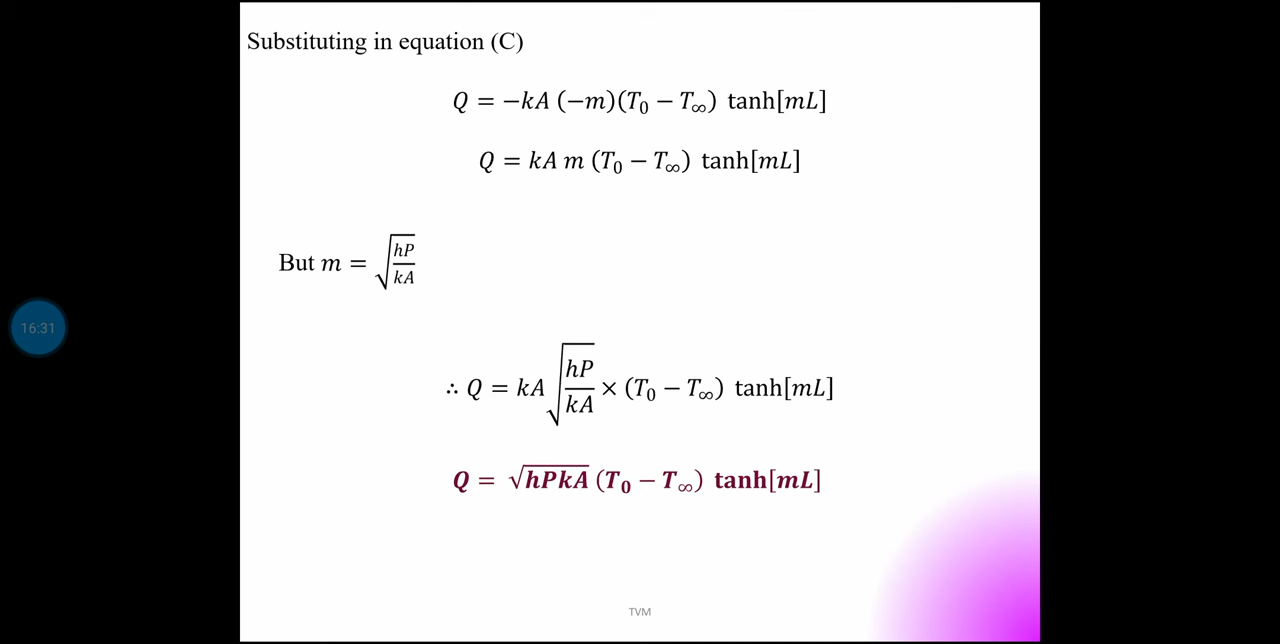 Substituting in equation (C)
Q = −kA (−m)(T₀ − T∞) tanh[mL]
Q = kA m (T₀ − T∞) tanh[mL]
But m = √(hP/kA)
16:31
∴ Q = kA √(hP/kA) × (T₀ − T∞) tanh[mL]
Q = √(hPkA) (T₀ − T∞) tanh[mL]
TVM